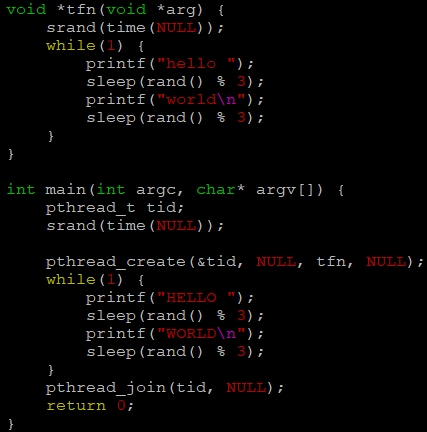 void *tfn(void *arg) {
    srand(time(NULL));
    while(1) {
        printf("hello ");
        sleep(rand() % 3);
        printf("world\n");
        sleep(rand() % 3);
    }
}

int main(int argc, char* argv[]) {
    pthread_t tid;
    srand(time(NULL));

    pthread_create(&tid, NULL, tfn, NULL);
    while(1) {
        printf("HELLO ");
        sleep(rand() % 3);
        printf("WORLD\n");
        sleep(rand() % 3);
    }
    pthread_join(tid, NULL);
    return 0;
}